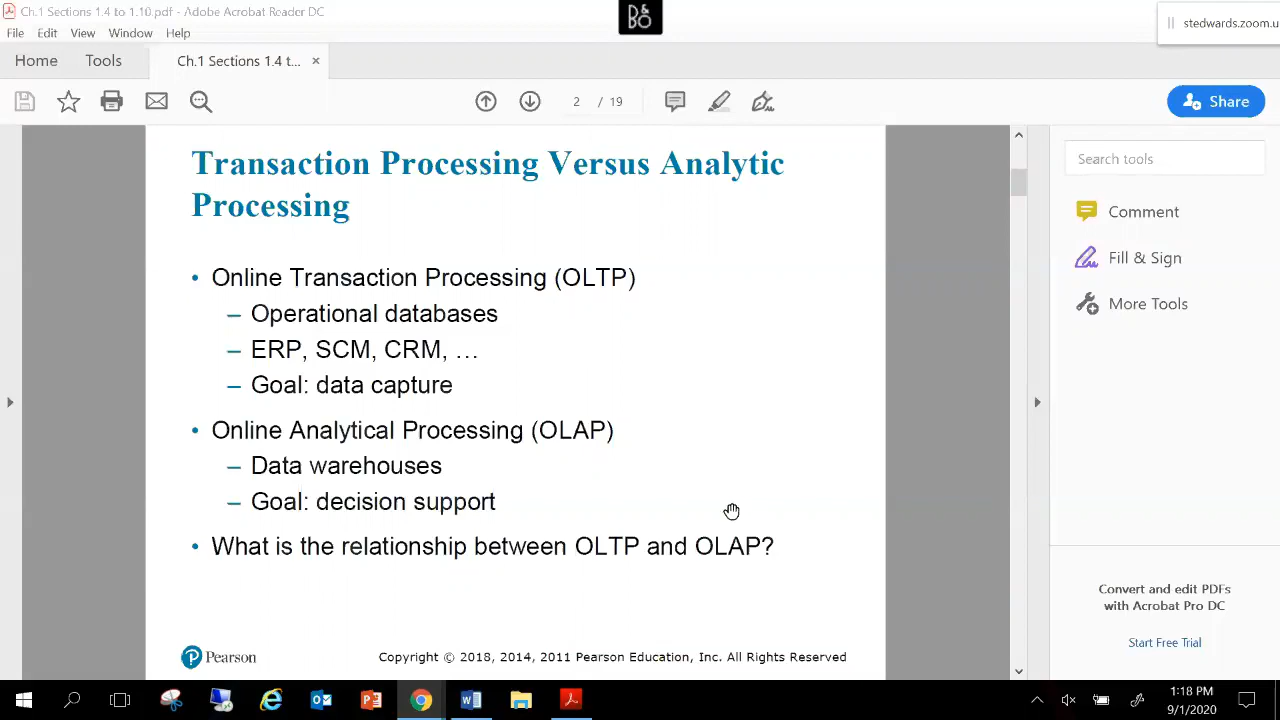 Ch.1 Sections 1.4 to 1.10.pdf - Adobe Acrobat Reader DC
B&O
stedwards.zoom.u
File Edit View Window Help
Home Tools Ch.1 Sections 1.4 t... ×
2 / 19
Share
Transaction Processing Versus Analytic
Processing
• Online Transaction Processing (OLTP)
– Operational databases
– ERP, SCM, CRM, …
– Goal: data capture
• Online Analytical Processing (OLAP)
– Data warehouses
– Goal: decision support
• What is the relationship between OLTP and OLAP?
Pearson
Copyright © 2018, 2014, 2011 Pearson Education, Inc. All Rights Reserved
Search tools
Comment
Fill & Sign
More Tools
Convert and edit PDFs
with Acrobat Pro DC
Start Free Trial
1:18 PM
9/1/2020